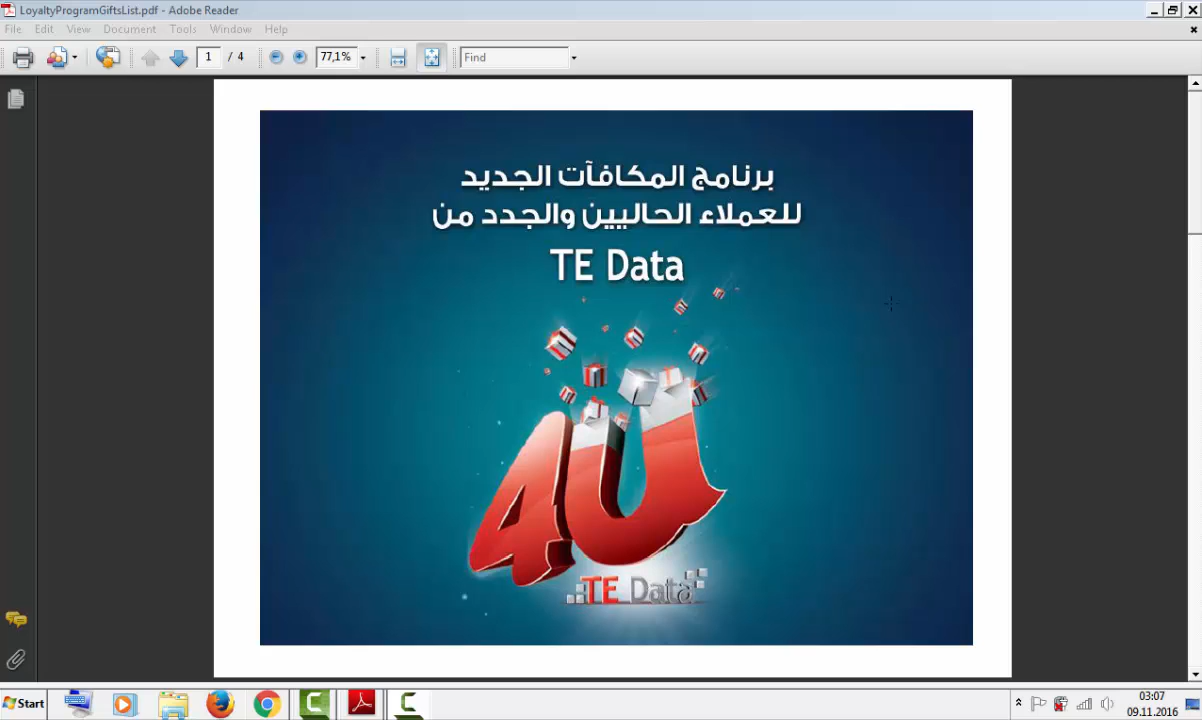 LoyaltyProgramGiftsList.pdf - Adobe Reader
File Edit View Document Tools Window Help
1 / 4 77,1% Find
برنامج المكافآت الجديد
للعملاء الحاليين والجدد من
TE Data
4U
TE Data
Start
03:07
09.11.2016